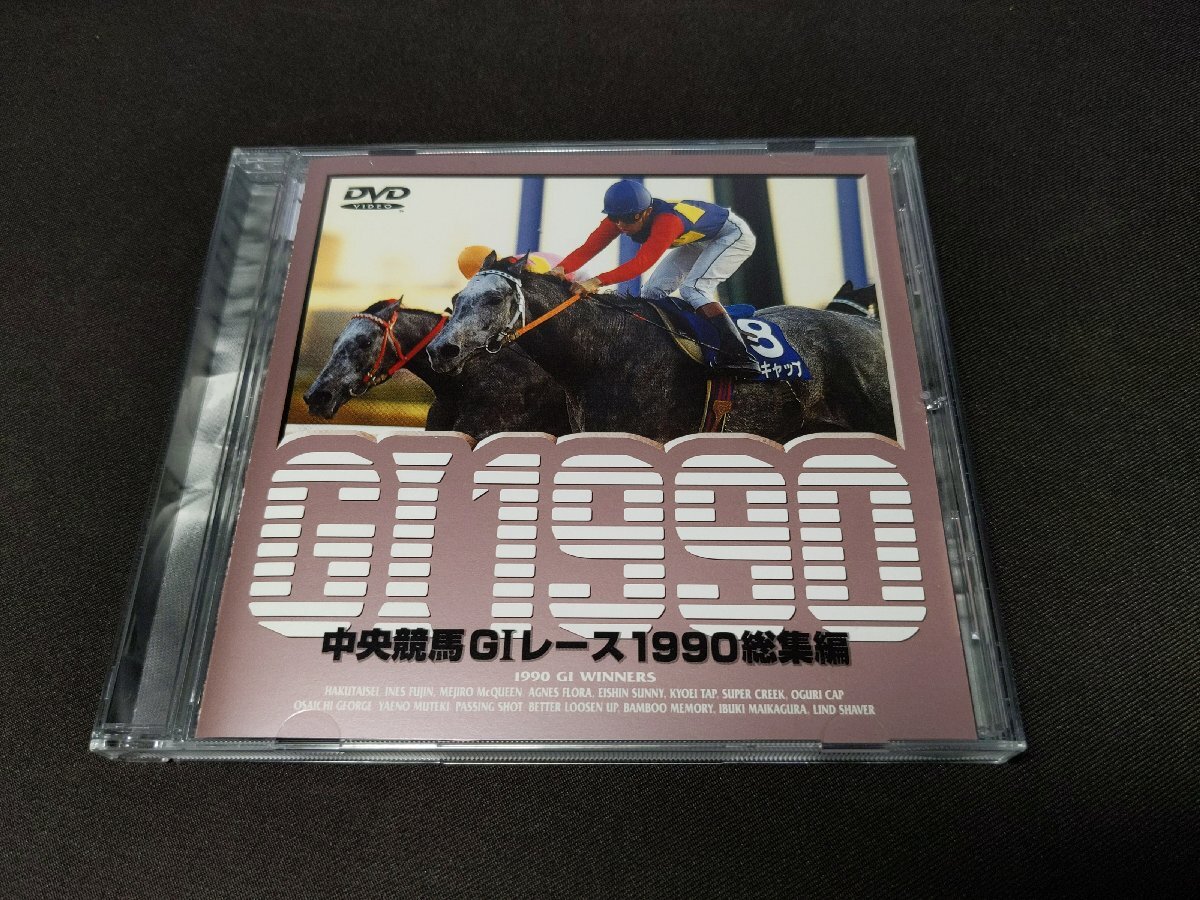 DVD
VIDEO
8
キャップ
GI 1990
中央競馬GIレース1990総集編
1990 GI WINNERS
HAKUTAISEI, INES FUJIN, MEJIRO McQUEEN, AGNES FLORA, EISHIN SUNNY, KYOEI TAP, SUPER CREEK, OGURI CAP
OSAICHI GEORGE, YAENO MUTEKI, PASSING SHOT, BETTER LOOSEN UP, BAMBOO MEMORY, IBUKI MAIKAGURA, LIND SHAVER